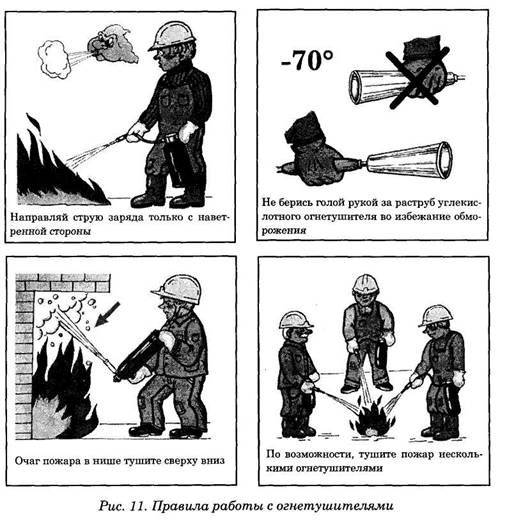 Направляй струю заряда только с навет-
ренной стороны
-70°
Не берись голой рукой за раструб углекис-
лотного огнетушителя во избежание обмо-
рожения
Очаг пожара в нише тушите сверху вниз
По возможности, тушите пожар несколь-
кими огнетушителями
Рис. 11. Правила работы с огнетушителями